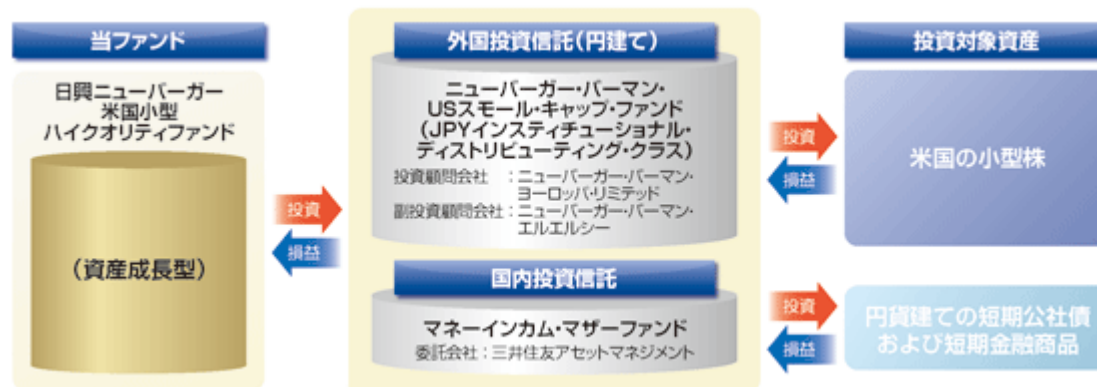 当ファンド
日興ニューバーガー
米国小型
ハイクオリティファンド
(資産成長型)
投資
損益
外国投資信託(円建て)
ニューバーガー・バーマン・
USスモール・キャップ・ファンド
(JPYインスティチューショナル・
ディストリビューティング・クラス)
投資顧問会社 :ニューバーガー・バーマン・
ヨーロッパ・リミテッド
副投資顧問会社:ニューバーガー・バーマン・
エルエルシー
国内投資信託
マネーインカム・マザーファンド
委託会社:三井住友アセットマネジメント
投資
損益
投資
損益
投資対象資産
米国の小型株
円貨建ての短期公社債
および短期金融商品